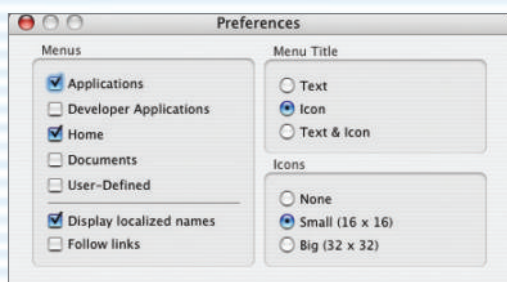 Preferences
Menus
Applications
Developer Applications
Home
Documents
User-Defined
Display localized names
Follow links
Menu Title
Text
Icon
Text & Icon
Icons
None
Small (16 x 16)
Big (32 x 32)